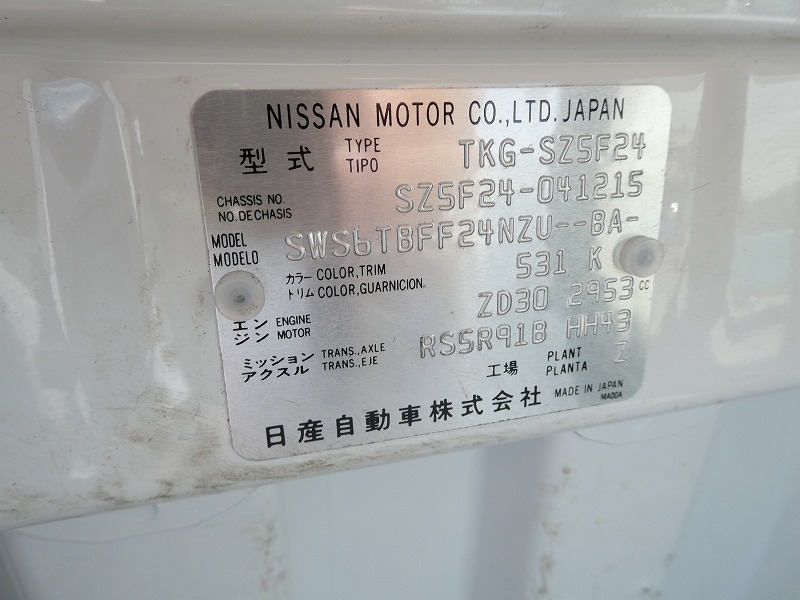 NISSAN MOTOR CO.,LTD. JAPAN
型式 TYPE TIPO TKG-SZ5F24
CHASSIS NO. NO. DE CHASIS SZ5F24-041215
MODEL MODELO SWS6TBFF24NZU--BA-
カラー COLOR, TRIM トリム COLOR, GUARNICION 531 K
エンジン ENGINE MOTOR ZD30 2953 cc
ミッション アクスル TRANS., AXLE TRANS., EJE RS5R91B HH43
工場 PLANT PLANTA Z
日産自動車株式会社 MADE IN JAPAN
MA00A